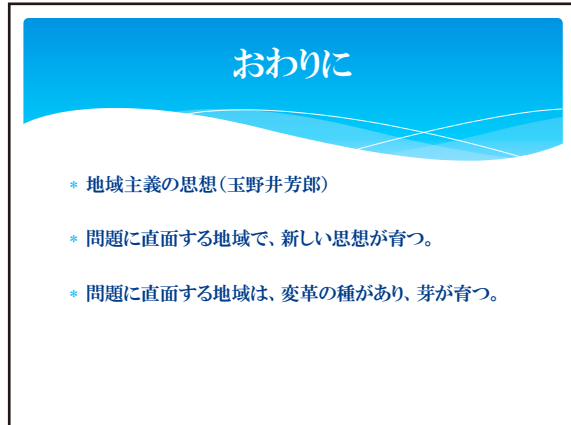 おわりに
* 地域主義の思想(玉野井芳郎)
* 問題に直面する地域で、新しい思想が育つ。
* 問題に直面する地域は、変革の種があり、芽が育つ。